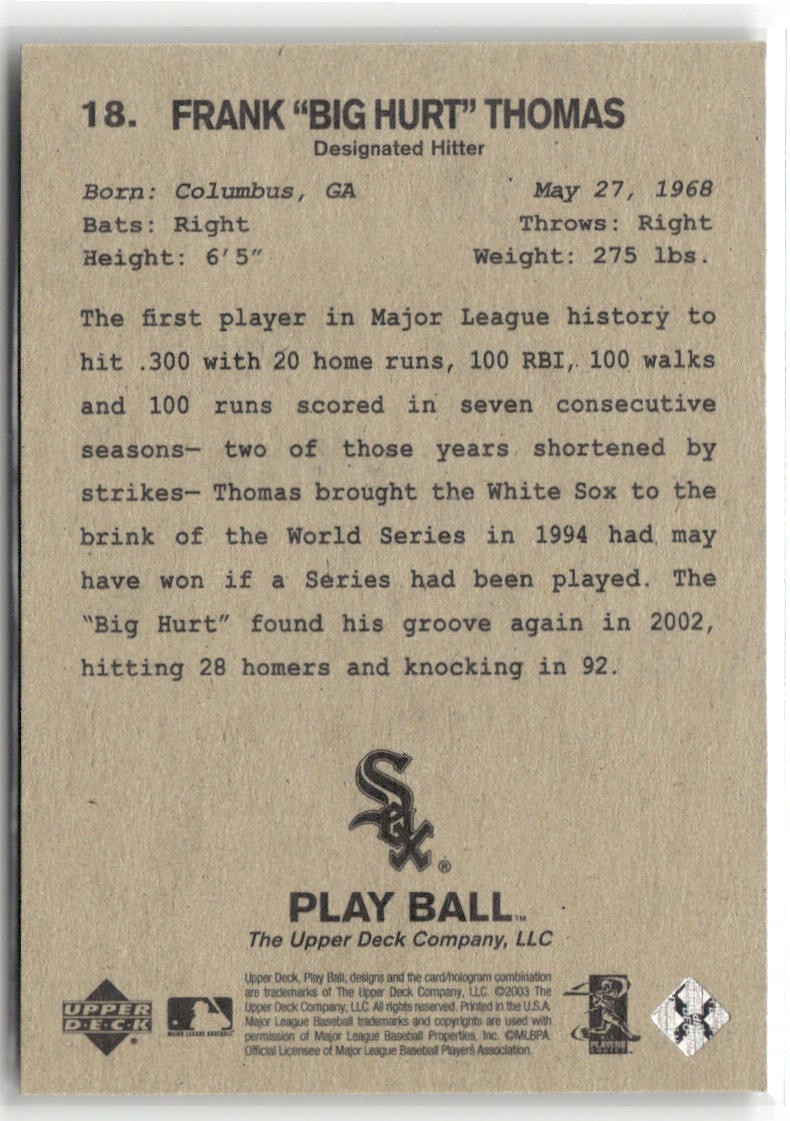 18. FRANK “BIG HURT” THOMAS
Designated Hitter
Born: Columbus, GA May 27, 1968
Bats: Right Throws: Right
Height: 6'5" Weight: 275 lbs.
The first player in Major League history to
hit .300 with 20 home runs, 100 RBI, 100 walks
and 100 runs scored in seven consecutive
seasons— two of those years shortened by
strikes— Thomas brought the White Sox to the
brink of the World Series in 1994 had may
have won if a Series had been played. The
"Big Hurt" found his groove again in 2002,
hitting 28 homers and knocking in 92.
Sox®
PLAY BALL™
The Upper Deck Company, LLC
Upper Deck, Play Ball, designs and the card/hologram combination
are trademarks of The Upper Deck Company, LLC. ©2003 The
Upper Deck Company, LLC. All rights reserved. Printed in the U.S.A.
Major League Baseball trademarks and copyrights are used with
permission of Major League Baseball Properties, Inc. ©MLBPA
Official Licensee of Major League Baseball Players Association.
UPPER
D·E·C·K
MAJOR LEAGUE BASEBALL
PLAYERS
CHOICE